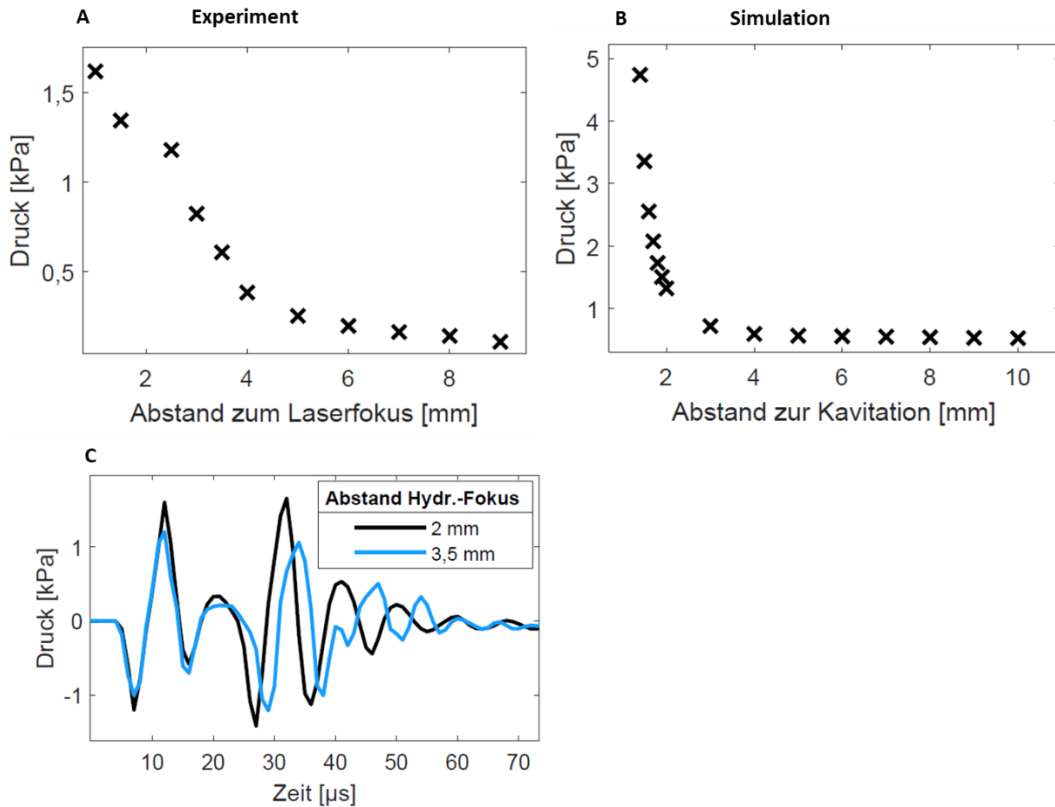 A Experiment
1,5
1
0,5
Druck [kPa]
2 4 6 8
Abstand zum Laserfokus [mm]
B Simulation
5
4
3
2
1
Druck [kPa]
2 4 6 8 10
Abstand zur Kavitation [mm]
C
Abstand Hydr.-Fokus
2 mm
3,5 mm
1
0
-1
Druck [kPa]
10 20 30 40 50 60 70
Zeit [µs]